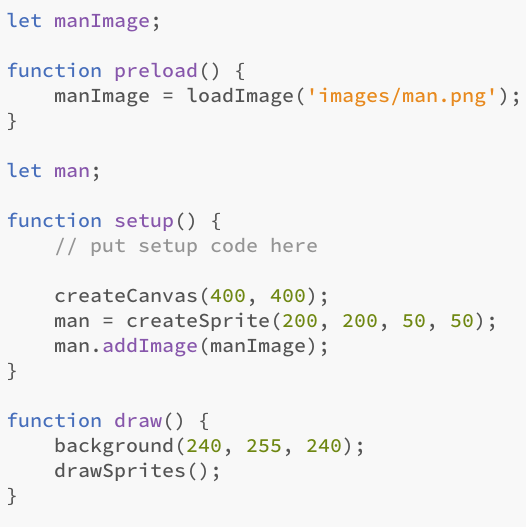 let manImage;

function preload() {
    manImage = loadImage('images/man.png');
}

let man;

function setup() {
    // put setup code here

    createCanvas(400, 400);
    man = createSprite(200, 200, 50, 50);
    man.addImage(manImage);
}

function draw() {
    background(240, 255, 240);
    drawSprites();
}